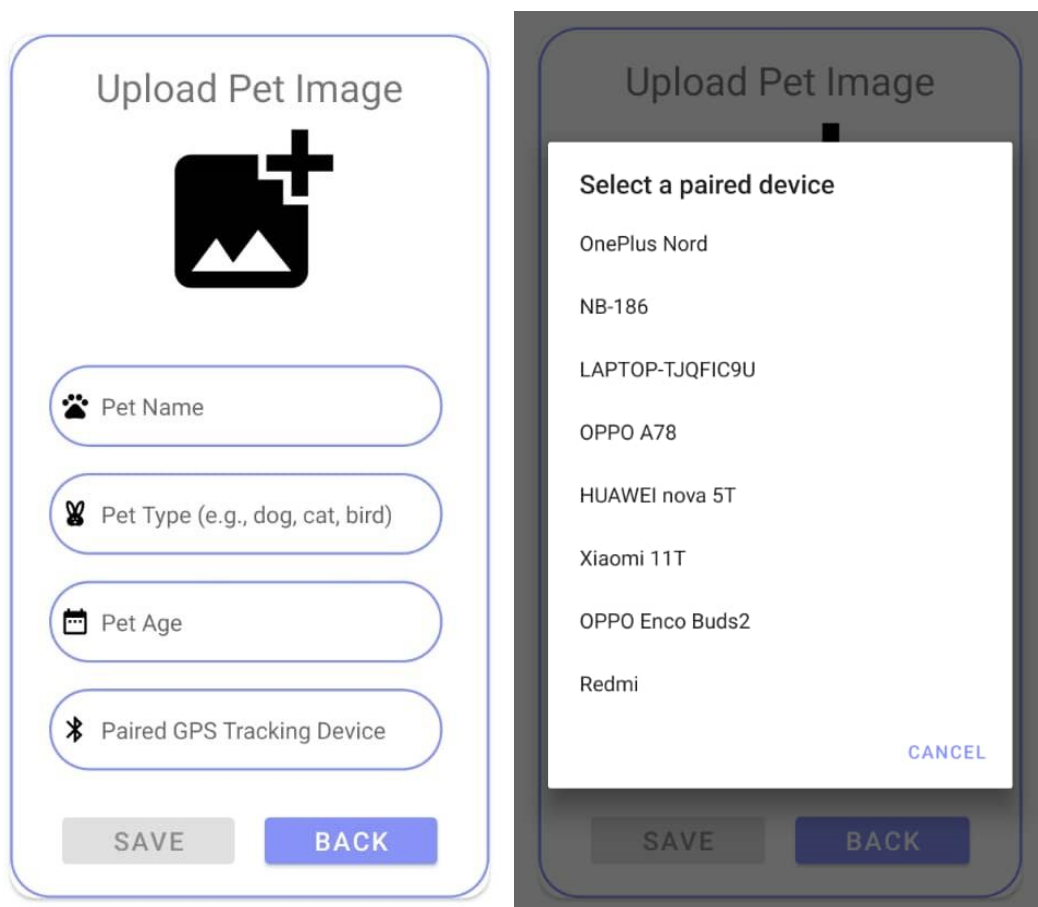 Upload Pet Image
Pet Name
Pet Type (e.g., dog, cat, bird)
Pet Age
Paired GPS Tracking Device
SAVE
BACK
Upload Pet Image
Select a paired device
OnePlus Nord
NB-186
LAPTOP-TJQFIC9U
OPPO A78
HUAWEI nova 5T
Xiaomi 11T
OPPO Enco Buds2
Redmi
CANCEL
SAVE
BACK